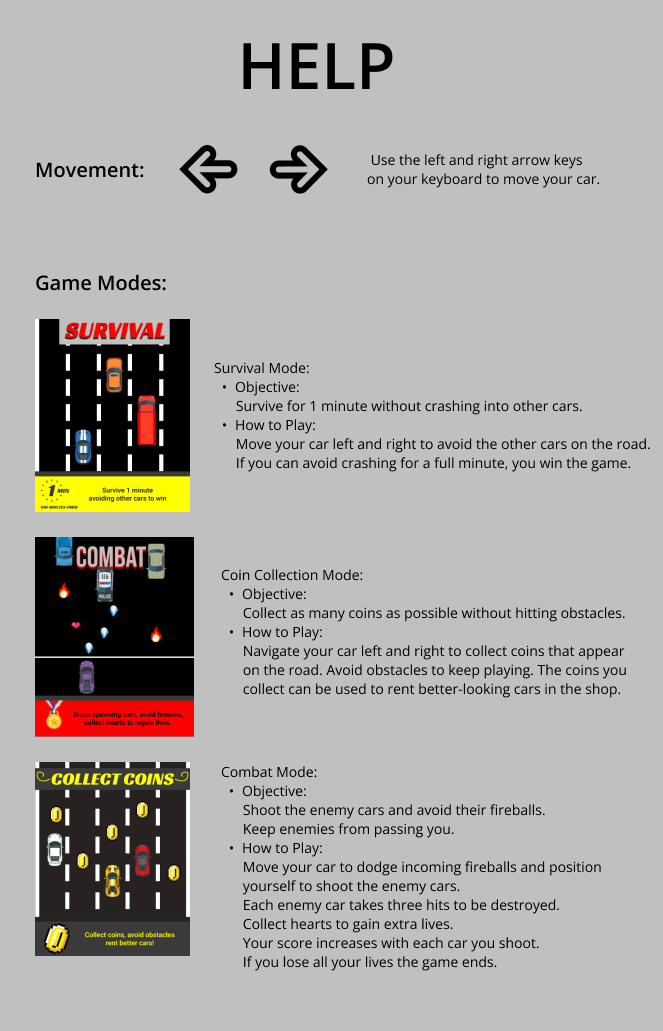 HELP
Movement:
Use the left and right arrow keys
on your keyboard to move your car.
Game Modes:
SURVIVAL
1 MIN
ONE MINUTES TIMER
Survive 1 minute
avoiding other cars to win
Survival Mode:
• Objective:
Survive for 1 minute without crashing into other cars.
• How to Play:
Move your car left and right to avoid the other cars on the road.
If you can avoid crashing for a full minute, you win the game.
COMBAT
116
POLICE
Shoot spawning cars, avoid fireballs,
collect hearts to regain lives.
Coin Collection Mode:
• Objective:
Collect as many coins as possible without hitting obstacles.
• How to Play:
Navigate your car left and right to collect coins that appear
on the road. Avoid obstacles to keep playing. The coins you
collect can be used to rent better-looking cars in the shop.
COLLECT COINS
Collect coins, avoid obstacles
rent better cars!
Combat Mode:
• Objective:
Shoot the enemy cars and avoid their fireballs.
Keep enemies from passing you.
• How to Play:
Move your car to dodge incoming fireballs and position
yourself to shoot the enemy cars.
Each enemy car takes three hits to be destroyed.
Collect hearts to gain extra lives.
Your score increases with each car you shoot.
If you lose all your lives the game ends.